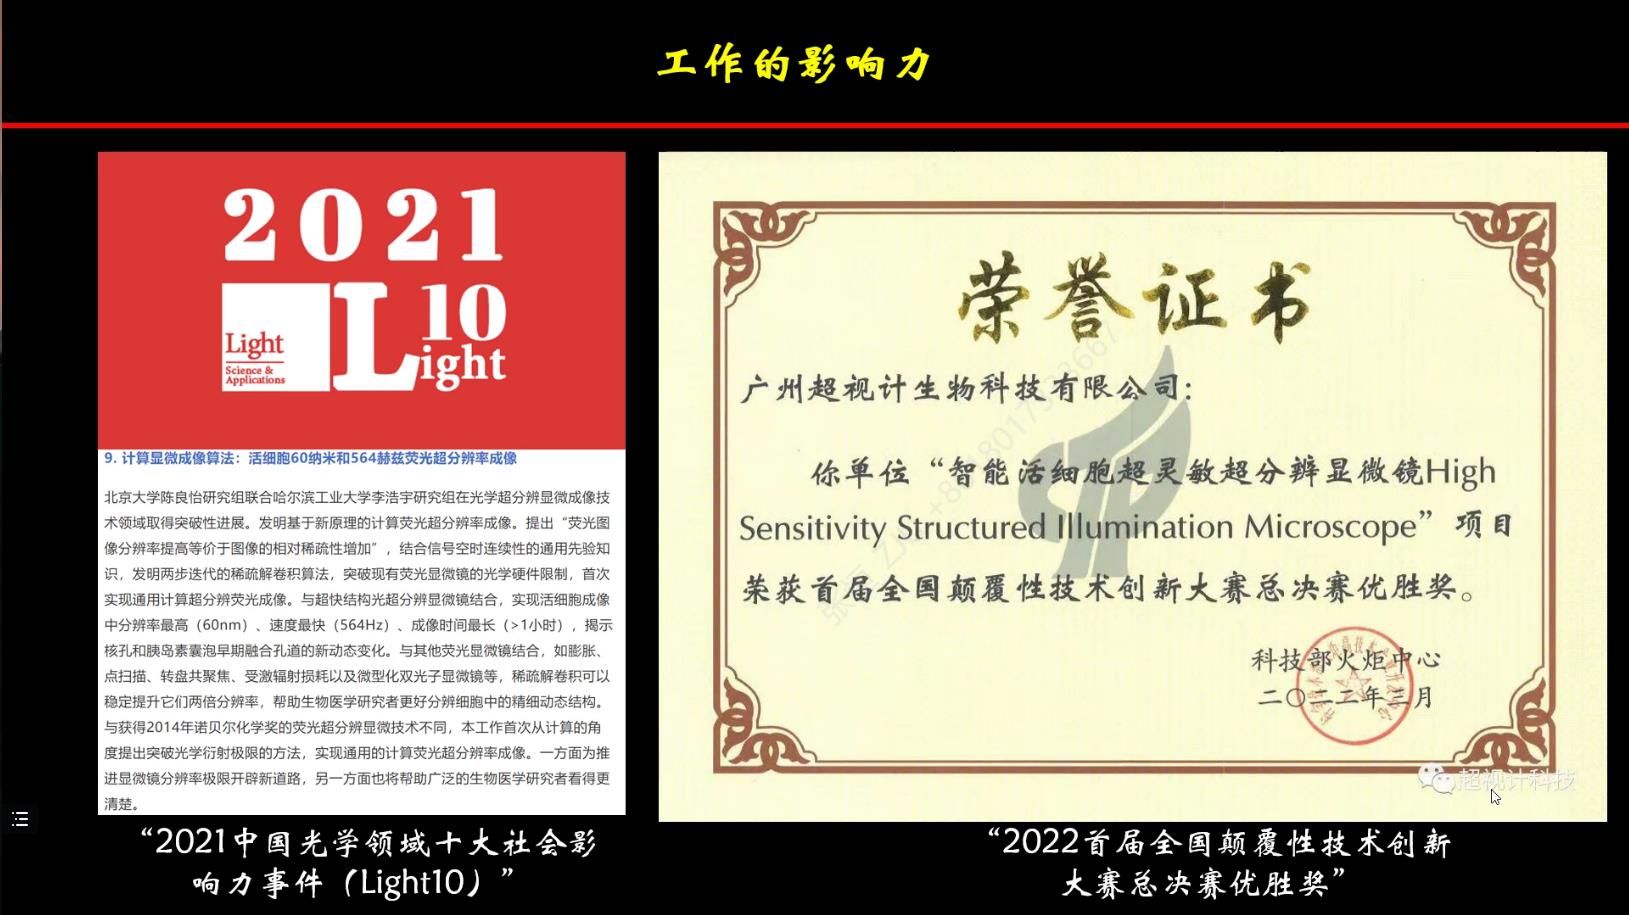 工作的影响力
2021
Light
Science &
Applications
Light
10
9. 计算显微成像算法：活细胞60纳米和564赫兹荧光超分辨率成像
北京大学陈良怡研究组联合哈尔滨工业大学李浩宇研究组在光学超分辨显微成像技
术领域取得突破性进展。发明基于新原理的计算荧光超分辨率成像。提出“荧光图
像分辨率提高等价于图像的相对稀疏性增加”，结合信号空时连续性的通用先验知
识，发明两步迭代的稀疏解卷积算法，突破现有荧光显微镜的光学硬件限制，首次
实现通用计算超分辨荧光成像。与超快结构光超分辨显微镜结合，实现活细胞成像
中分辨率最高（60nm）、速度最快（564Hz）、成像时间最长（>1小时），揭示
核孔和胰岛素囊泡早期融合孔道的新动态变化。与其他荧光显微镜结合，如膨胀、
点扫描、转盘共聚焦、受激辐射损耗以及微型化双光子显微镜等，稀疏解卷积可以
稳定提升它们两倍分辨率，帮助生物医学研究者更好分辨细胞中的精细动态结构。
与获得2014年诺贝尔化学奖的荧光超分辨显微技术不同，本工作首次从计算的角
度提出突破光学衍射极限的方法，实现通用的计算荧光超分辨率成像。一方面为推
进显微镜分辨率极限开辟新道路，另一方面也将帮助广泛的生物医学研究者看得更
清楚。
“2021中国光学领域十大社会影
响力事件（Light10）”
荣誉证书
广州超视计生物科技有限公司:
你单位“智能活细胞超灵敏超分辨显微镜High
Sensitivity Structured Illumination Microscope”项目
荣获首届全国颠覆性技术创新大赛总决赛优胜奖。
科技部火炬中心
二〇二二年三月
超视计科技
“2022首届全国颠覆性技术创新
大赛总决赛优胜奖”